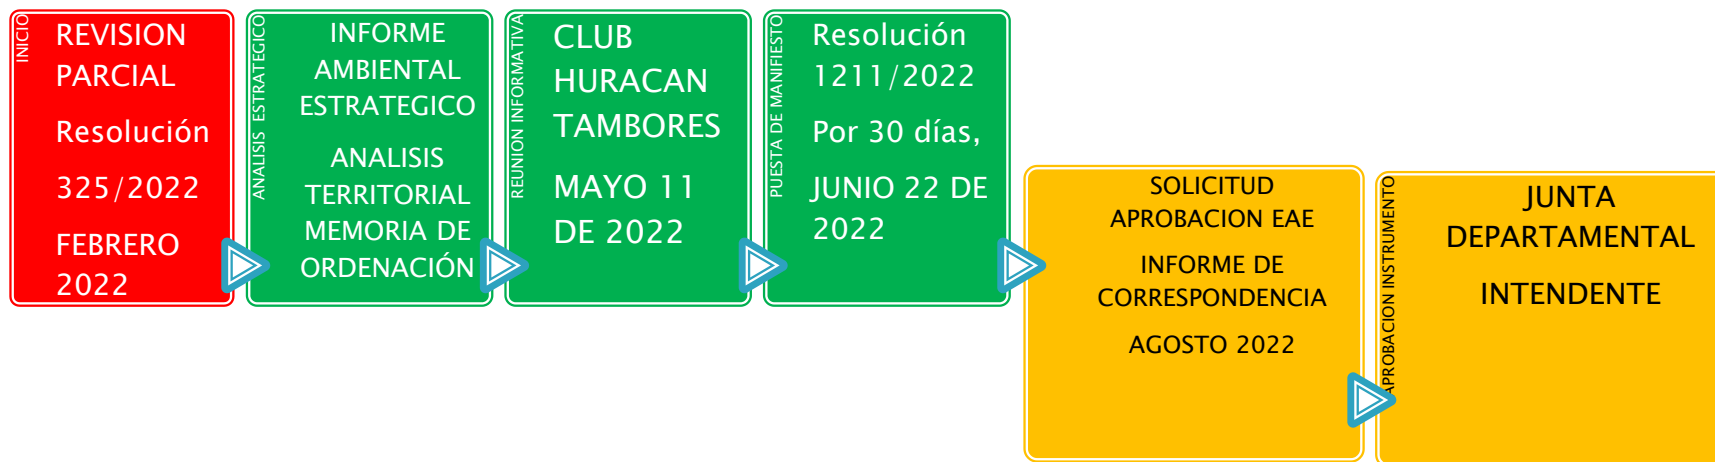 INICIO
REVISION
PARCIAL
Resolución
325/2022
FEBRERO
2022
ANALISIS ESTRATEGICO
INFORME
AMBIENTAL
ESTRATEGICO
ANALISIS
TERRITORIAL
MEMORIA DE
ORDENACIÓN
REUNION INFORMATIVA
CLUB
HURACAN
TAMBORES
MAYO 11
DE 2022
PUESTA DE MANIFIESTO
Resolución
1211/2022
Por 30 días,
JUNIO 22 DE
2022
SOLICITUD
APROBACION EAE
INFORME DE
CORRESPONDENCIA
AGOSTO 2022
APROBACION INSTRUMENTO
JUNTA
DEPARTAMENTAL
INTENDENTE